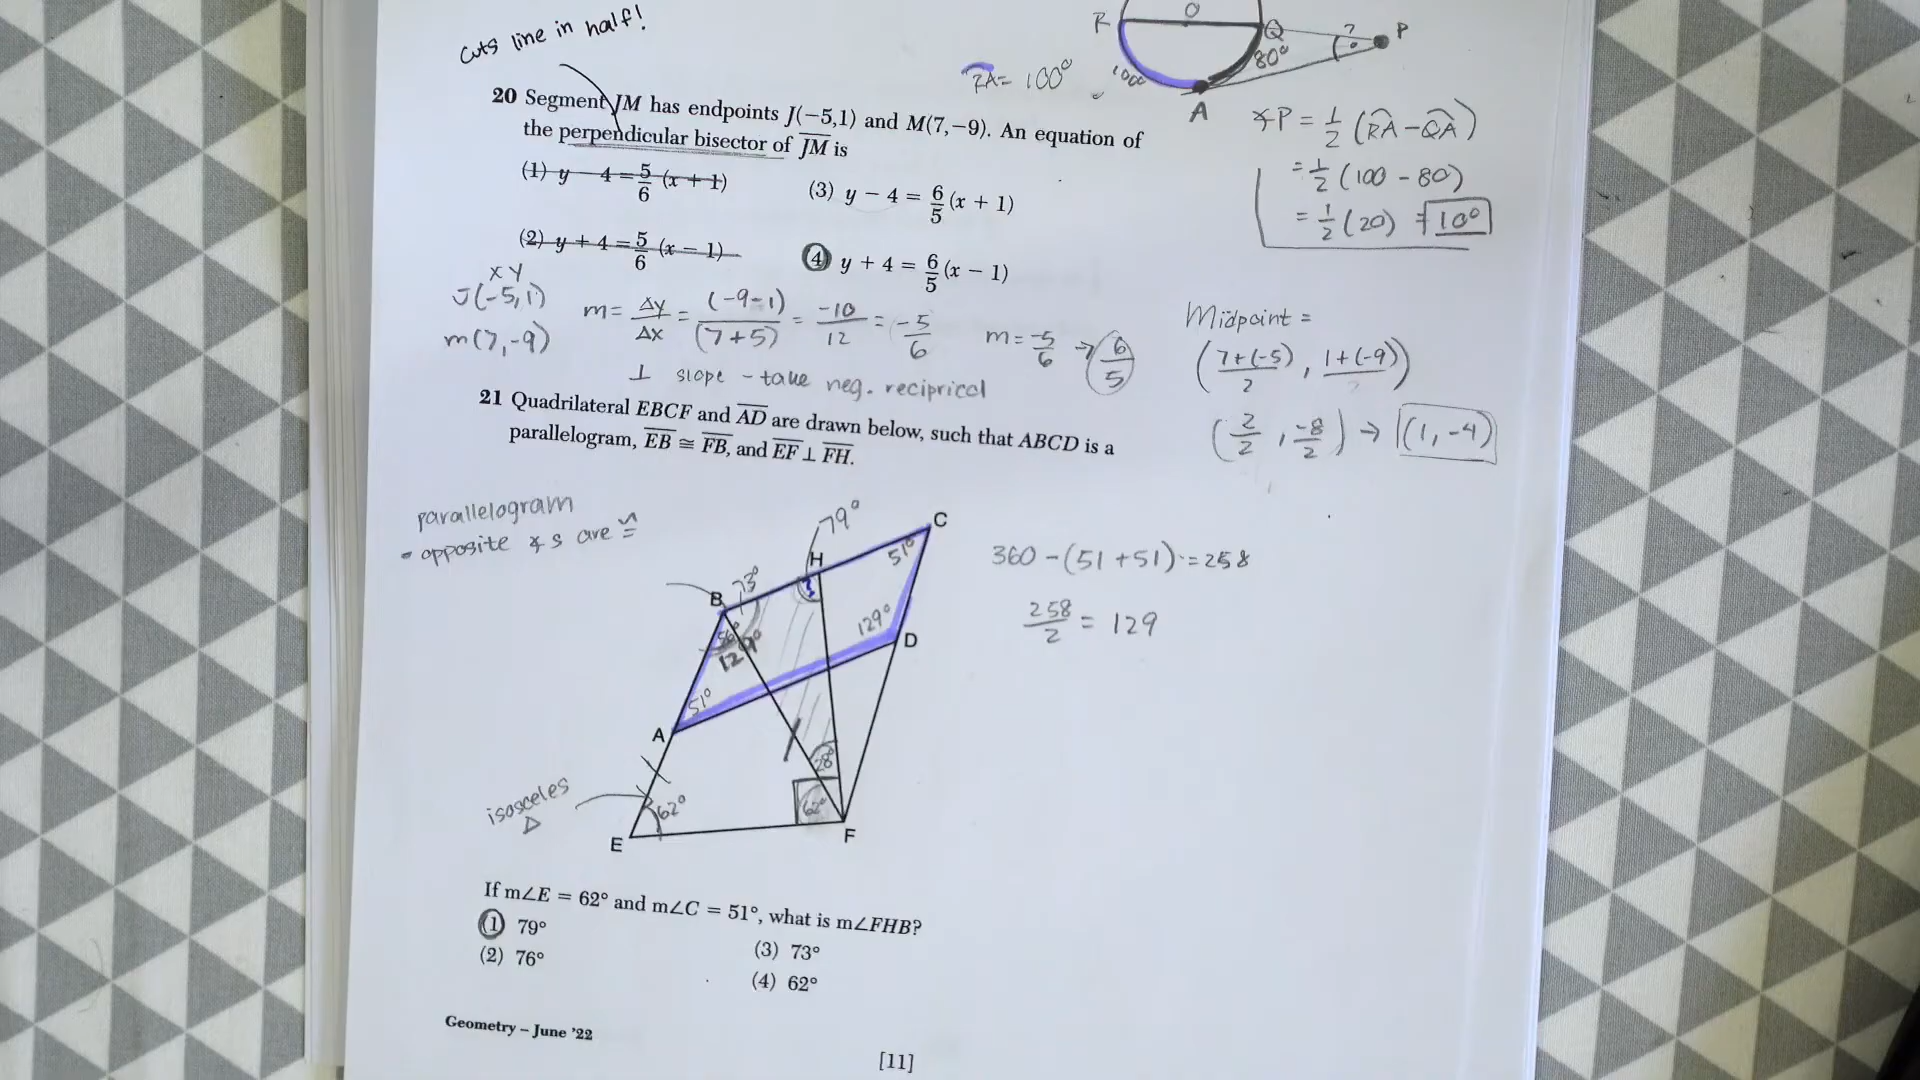 cuts line in half!
R O Q ? P
80°
100°
A
RA = 100°
∡P = 1/2 (RA - QA)
= 1/2 (100 - 80)
= 1/2 (20) = 10°
20 Segment JM has endpoints J(−5,1) and M(7,−9). An equation of
the perpendicular bisector of JM is
(1) y − 4 = 5/6 (x + 1)
(3) y − 4 = 6/5 (x + 1)
(2) y + 4 = 5/6 (x − 1)
(4) y + 4 = 6/5 (x − 1)
x y
J(-5,1)
m(7,-9)
m = Δy/Δx = (-9-1)/(7+5) = -10/12 = -5/6
m = -5/6 → 6/5
⊥ slope - take neg. reciprical
Midpoint =
(7+(-5)/2, 1+(-9)/2)
(2/2, -8/2) → (1, -4)
21 Quadrilateral EBCF and AD are drawn below, such that ABCD is a
parallelogram, EB ≅ FB, and EF ⊥ FH.
parallelogram
- opposite ∡s are ≅
79°
C
H
51°
73°
B
?
56°
129°
129°
D
51°
A
28°
isosceles
Δ
62°
62°
E
F
360 - (51 + 51) = 258
258/2 = 129
If m∠E = 62° and m∠C = 51°, what is m∠FHB?
(1) 79°
(3) 73°
(2) 76°
(4) 62°
Geometry – June ’22
[11]